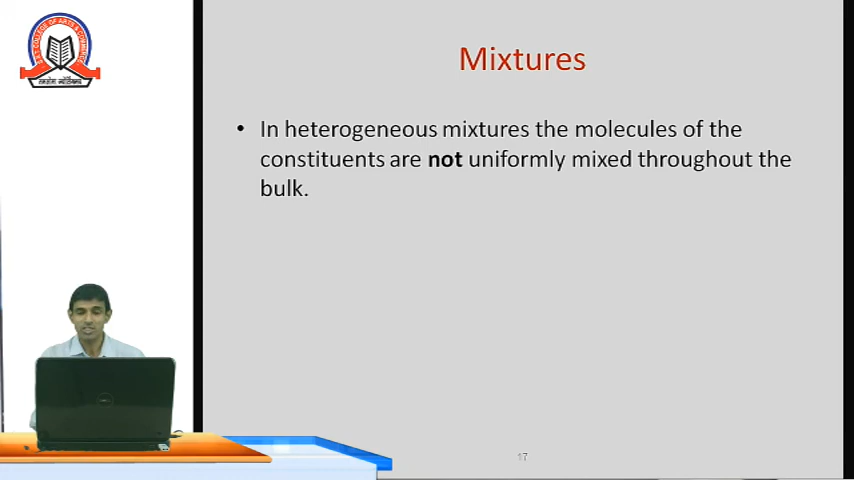 Mixtures
• In heterogeneous mixtures the molecules of the
constituents are not uniformly mixed throughout the
bulk.
17